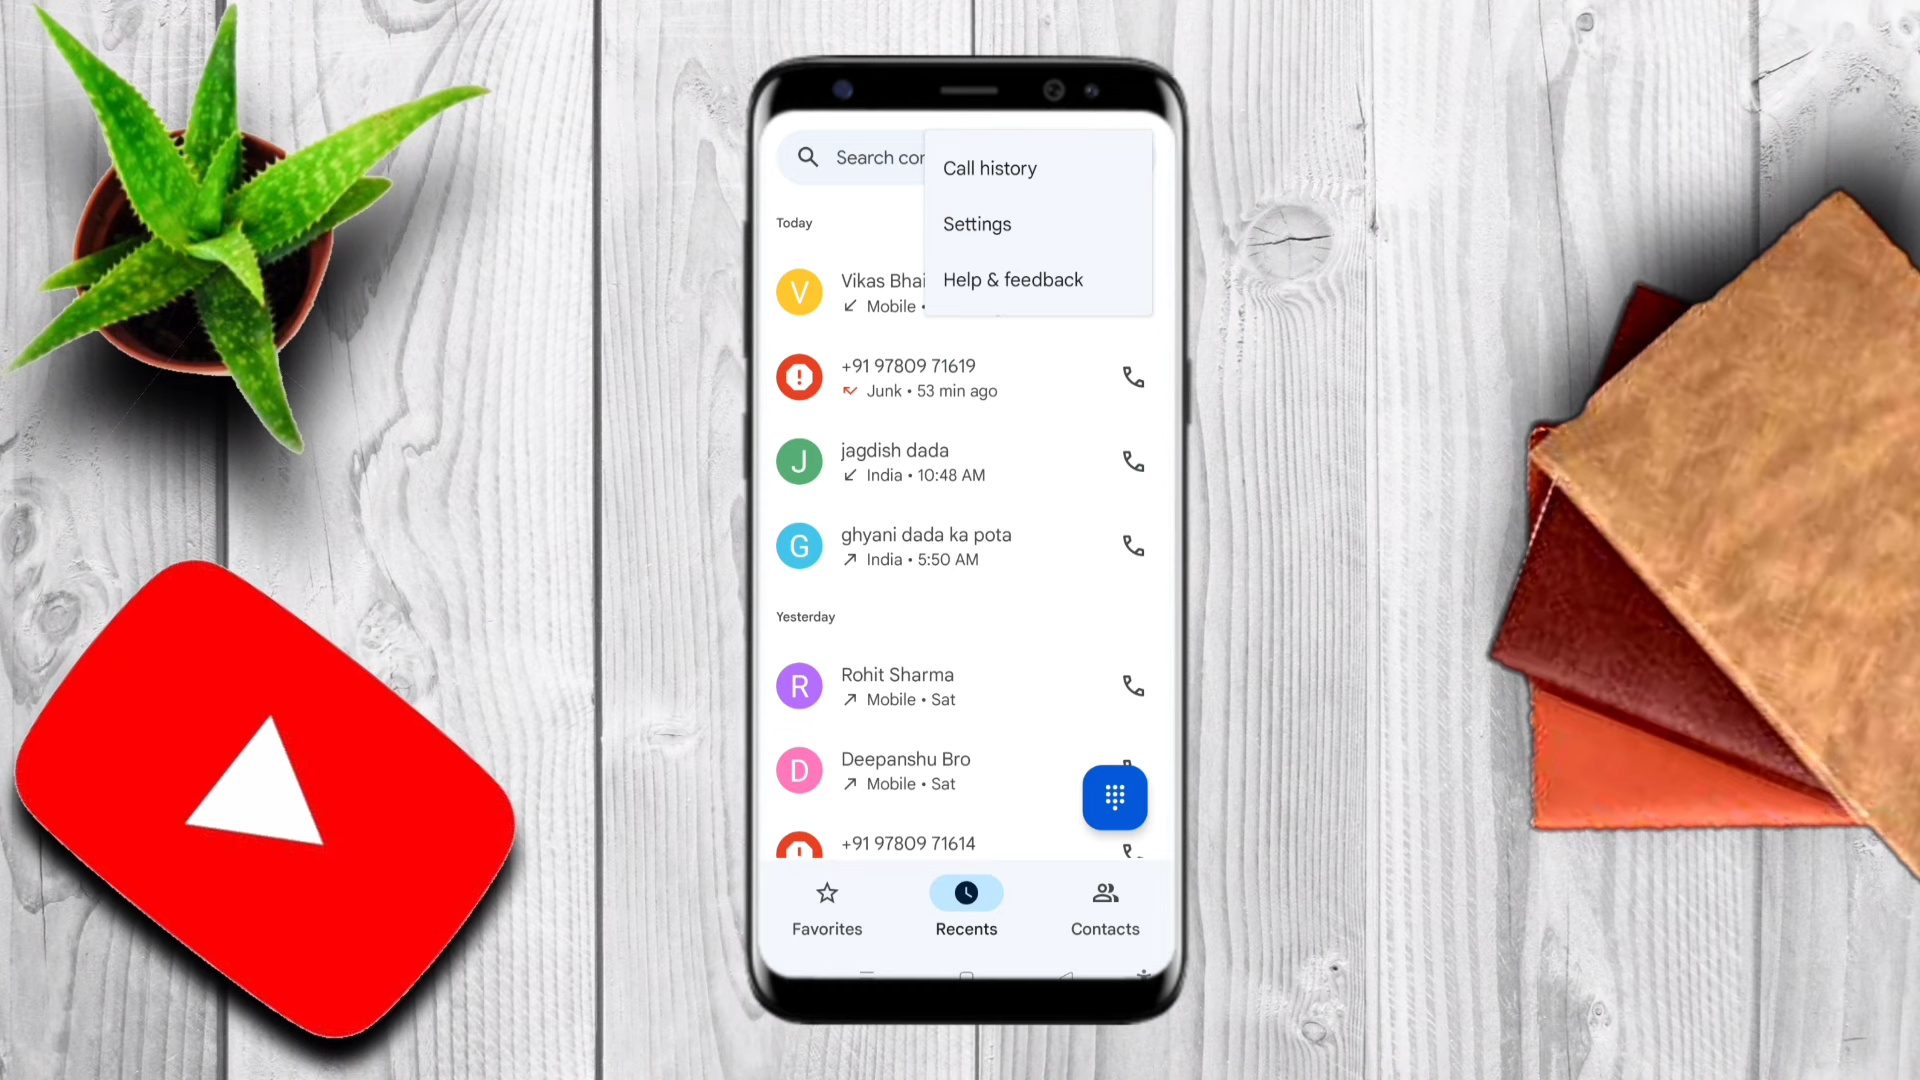 Search cor
Call history
Settings
Help & feedback
Today
V
Vikas Bhai
Mobile •
+91 97809 71619
Junk • 53 min ago
J
jagdish dada
India • 10:48 AM
G
ghyani dada ka pota
India • 5:50 AM
Yesterday
R
Rohit Sharma
Mobile • Sat
D
Deepanshu Bro
Mobile • Sat
+91 97809 71614
Favorites
Recents
Contacts